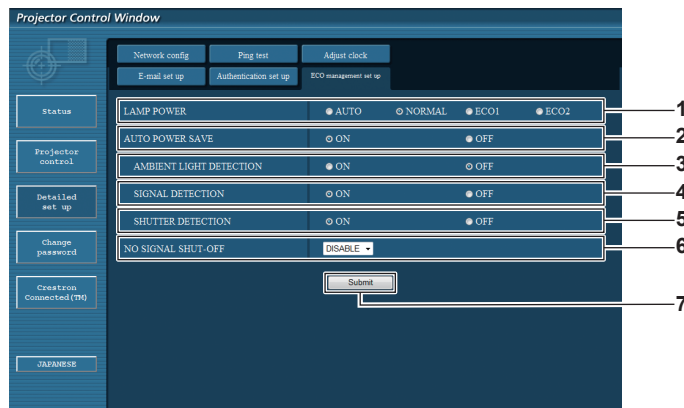 Projector Control Window
Network config Ping test Adjust clock
E-mail set up Authentication set up ECO management set up
Status
Projector
control
Detailed
set up
Change
password
Crestron
Connected(TM)
JAPANESE
LAMP POWER AUTO NORMAL ECO1 ECO2 1
AUTO POWER SAVE ON OFF 2
AMBIENT LIGHT DETECTION ON OFF 3
SIGNAL DETECTION ON OFF 4
SHUTTER DETECTION ON OFF 5
NO SIGNAL SHUT-OFF DISABLE 6
Submit 7